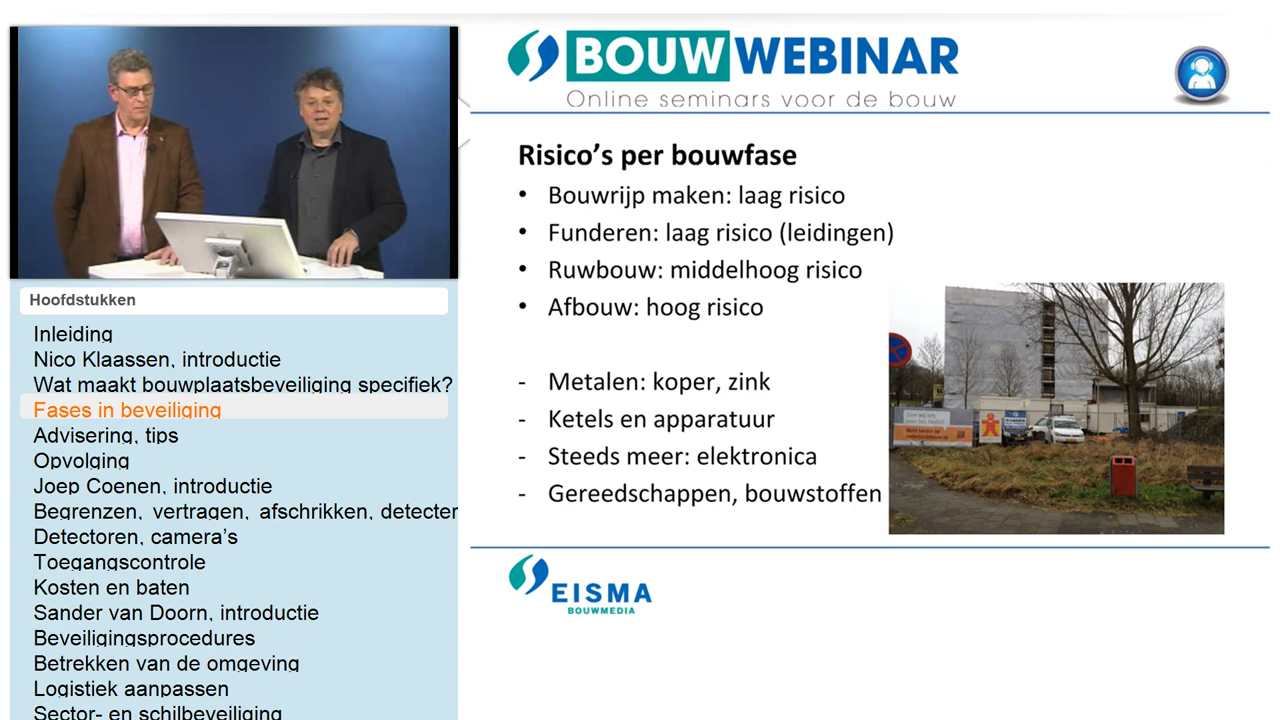 BOUWWEBINAR
Online seminars voor de bouw
Risico’s per bouwfase
• Bouwrijp maken: laag risico
• Funderen: laag risico (leidingen)
• Ruwbouw: middelhoog risico
• Afbouw: hoog risico
- Metalen: koper, zink
- Ketels en apparatuur
- Steeds meer: elektronica
- Gereedschappen, bouwstoffen
EISMA
BOUWMEDIA
Hoofdstukken
Inleiding
Nico Klaassen, introductie
Wat maakt bouwplaatsbeveiliging specifiek?
Fases in beveiliging
Advisering, tips
Opvolging
Joep Coenen, introductie
Begrenzen, vertragen, afschrikken, detecter
Detectoren, camera’s
Toegangscontrole
Kosten en baten
Sander van Doorn, introductie
Beveiligingsprocedures
Betrekken van de omgeving
Logistiek aanpassen
Sector- en schilbeveiliging